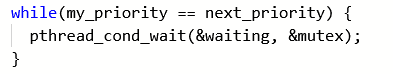 while(my_priority == next_priority) {
  pthread_cond_wait(&waiting, &mutex);
}